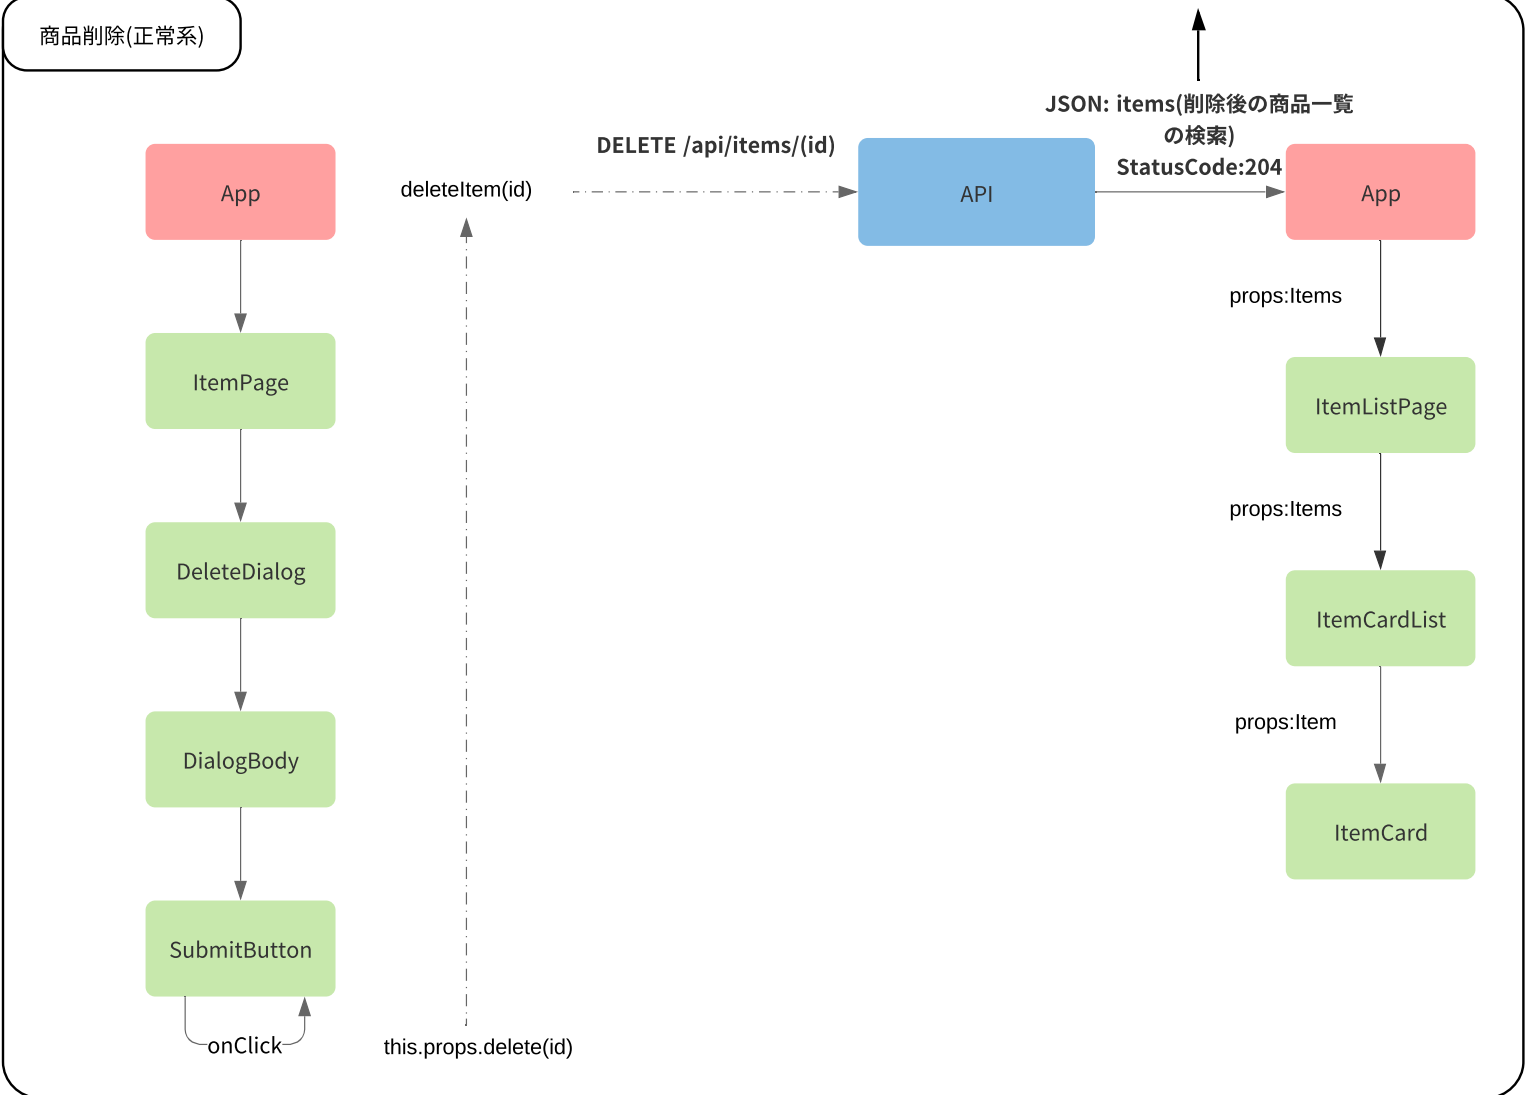 商品削除(正常系)
App
ItemPage
DeleteDialog
DialogBody
SubmitButton
onClick
deleteItem(id)
this.props.delete(id)
DELETE /api/items/(id)
API
JSON: items(削除後の商品一覧
の検索)
StatusCode:204
App
props:Items
ItemListPage
props:Items
ItemCardList
props:Item
ItemCard